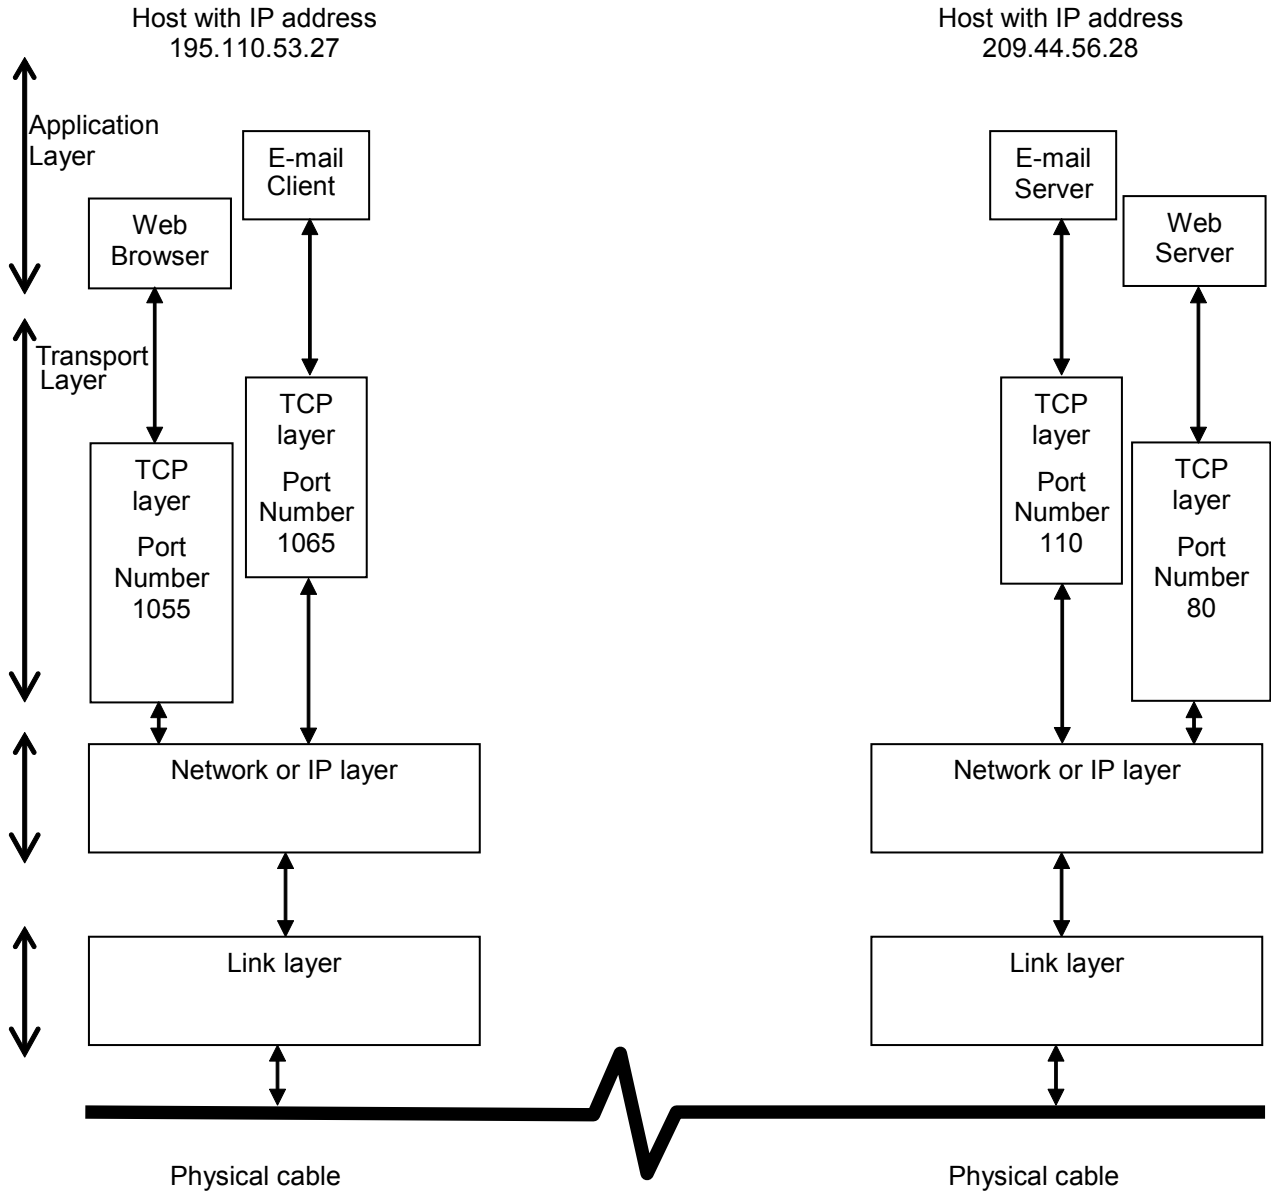 Host with IP address
195.110.53.27
Host with IP address
209.44.56.28
Application
Layer
E-mail
Client
Web
Browser
E-mail
Server
Web
Server
Transport
Layer
TCP
layer
Port
Number
1055
TCP
layer
Port
Number
1065
TCP
layer
Port
Number
110
TCP
layer
Port
Number
80
Network or IP layer
Network or IP layer
Link layer
Link layer
Physical cable
Physical cable